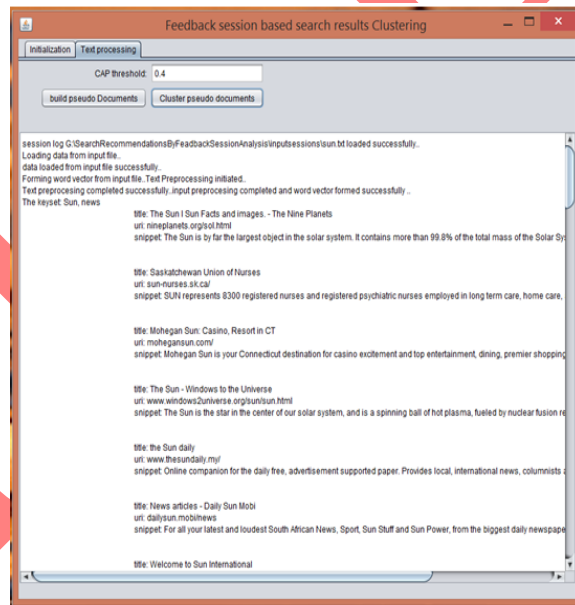 Feedback session based search results Clustering
Initialization Text processing
CAP threshold: 0.4
build pseudo Documents Cluster pseudo documents
session log G:\SearchRecommendationsByFeadbackSessionAnalysis\inputsessions\sun.txt loaded successfully..
Loading data from input file..
data loaded from input file successfully..
Forming word vector from input file..Text Preprocessing initiated..
Text preprocesing completed successfully..input preprocesing completed and word vector formed successfully ..
The keyset: Sun, news
title: The Sun | Sun Facts and images. - The Nine Planets
uri: nineplanets.org/sol.html
snippet: The Sun is by far the largest object in the solar system. It contains more than 99.8% of the total mass of the Solar Sy
title: Saskatchewan Union of Nurses
uri: sun-nurses.sk.ca/
snippet: SUN represents 8300 registered nurses and registered psychiatric nurses employed in long term care, home care,
title: Mohegan Sun: Casino, Resort in CT
uri: mohegansun.com/
snippet: Mohegan Sun is your Connecticut destination for casino excitement and top entertainment, dining, premier shopping
title: The Sun - Windows to the Universe
uri: www.windows2universe.org/sun/sun.html
snippet: The Sun is the star in the center of our solar system, and is a spinning ball of hot plasma, fueled by nuclear fusion re
title: the Sun daily
uri: www.thesundaily.my/
snippet: Online companion for the daily free, advertisement supported paper. Provides local, international news, columnists
title: News articles - Daily Sun Mobi
uri: dailysun.mobi/news
snippet: For all your latest and loudest South African News, Sport, Sun Stuff and Sun Power, from the biggest daily newspape
title: Welcome to Sun International